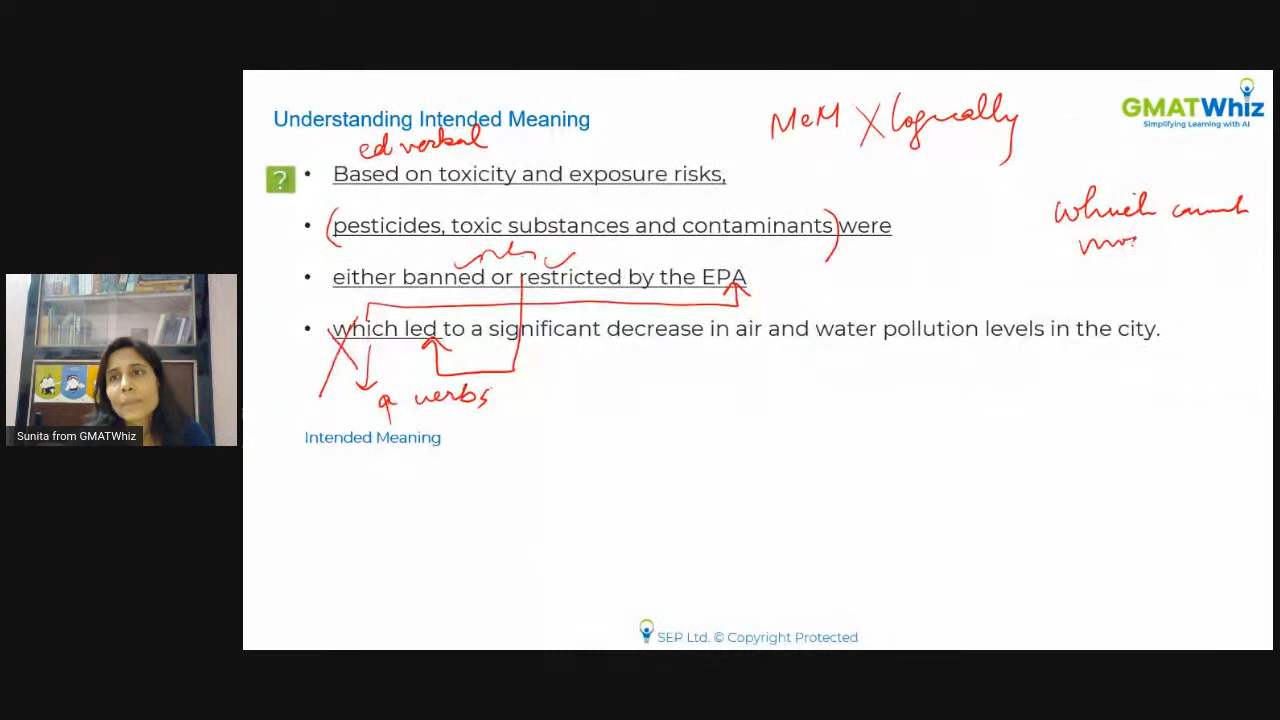 Understanding Intended Meaning
MeM X logically
GMATWhiz
Simplifying Learning with AI
ed verbal
? • Based on toxicity and exposure risks,
• (pesticides, toxic substances and contaminants) were
which cannot
• either banned or restricted by the EPA
• which led to a significant decrease in air and water pollution levels in the city.
verbs
Sunita from GMATWhiz
Intended Meaning
SEP Ltd. © Copyright Protected